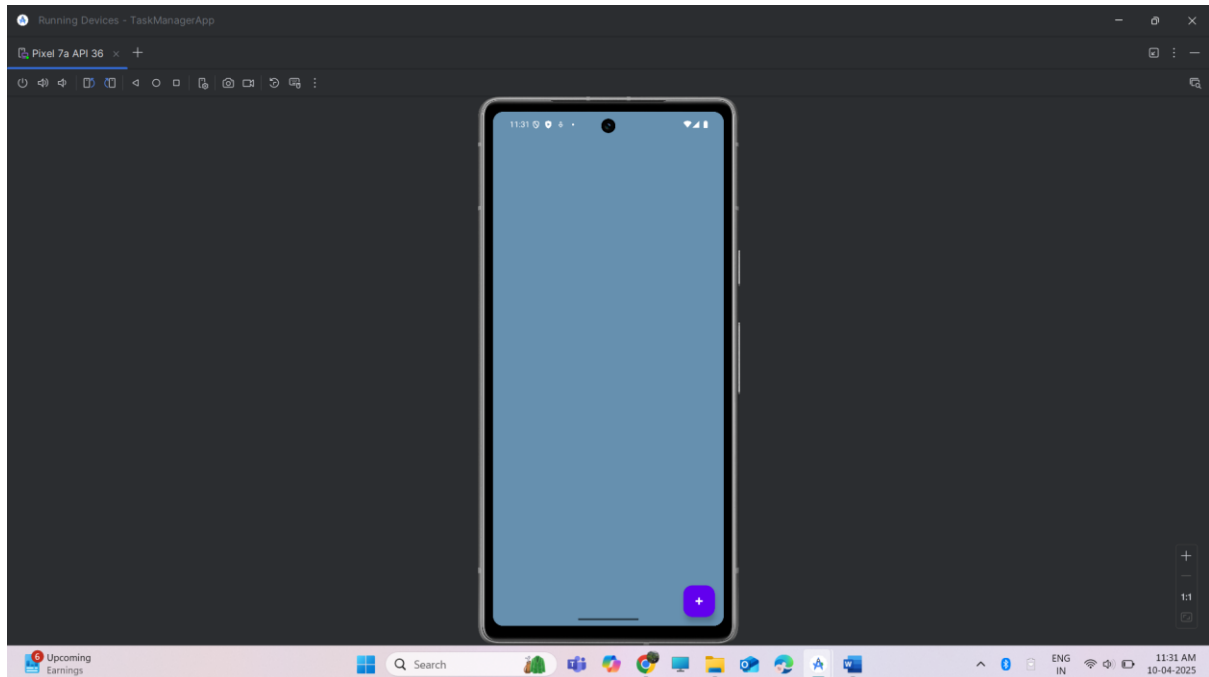 Running Devices - TaskManagerApp
Pixel 7a API 36
11:31
1:1
6
Upcoming
Earnings
Search
ENG
IN
11:31 AM
10-04-2025